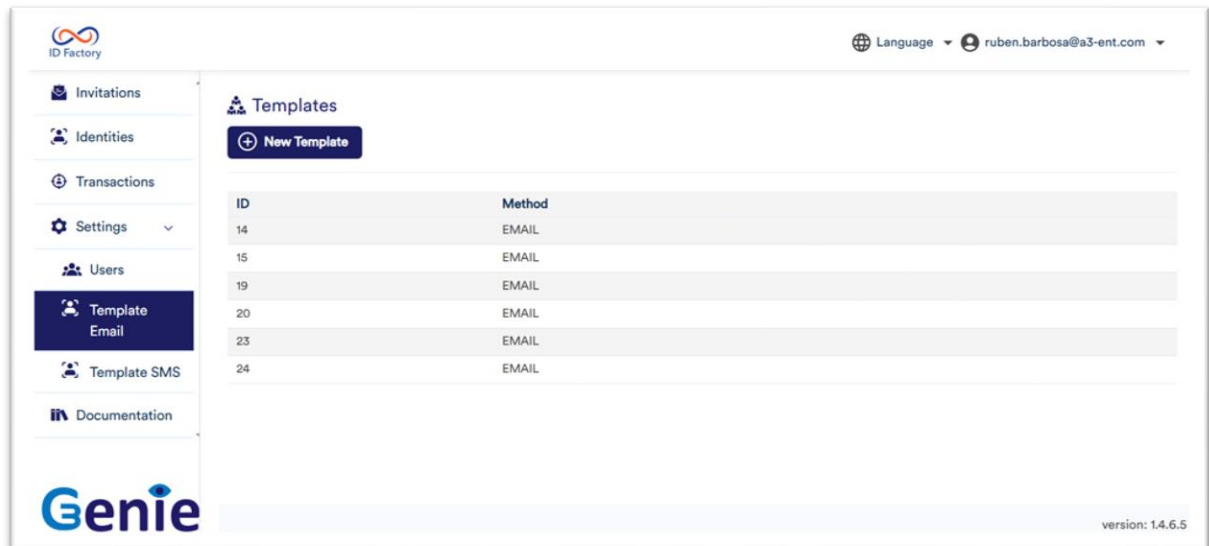 ID Factory
Language ruben.barbosa@a3-ent.com
Invitations
Identities
Transactions
Settings
Users
Template
Email
Template SMS
Documentation
Genie
Templates
New Template
ID Method
14 EMAIL
15 EMAIL
19 EMAIL
20 EMAIL
23 EMAIL
24 EMAIL
version: 1.4.6.5